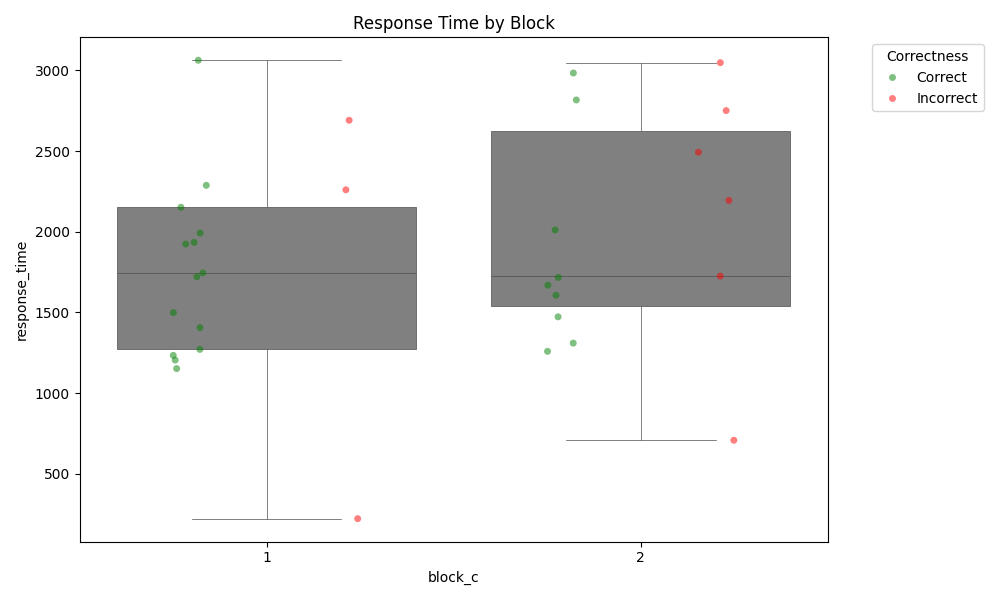 Response Time by Block
Correctness
Correct
Incorrect
response_time
3000
2500
2000
1500
1000
500
1
2
block_c